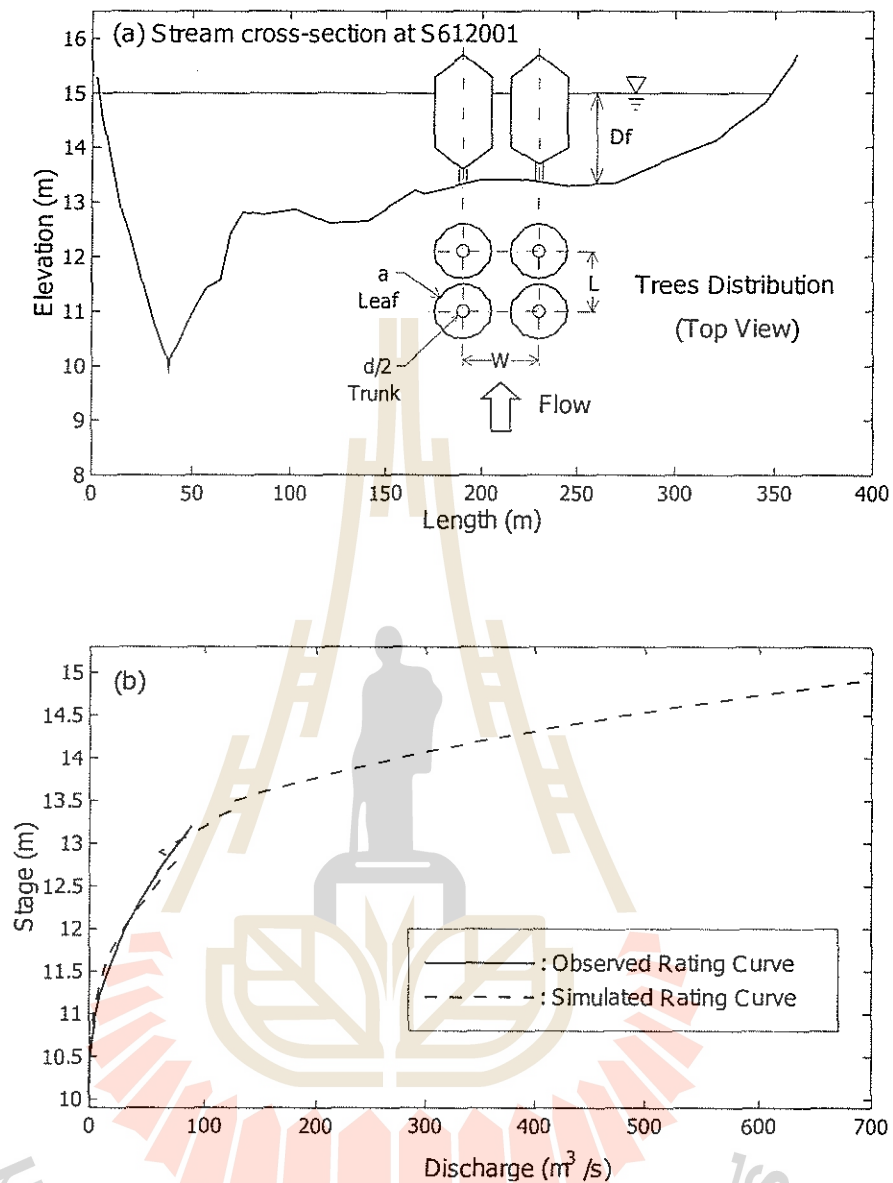 (a) Stream cross-section at S612001
16
15
14
13
12
11
10
9
8
Elevation (m)
Df
a
Leaf
L
Trees Distribution
(Top View)
d/2
Trunk
W
Flow
0 50 100 150 200 250 300 350 400
Length (m)
(b)
15
14.5
14
13.5
13
12.5
12
11.5
11
10.5
10
Stage (m)
: Observed Rating Curve
: Simulated Rating Curve
0 100 200 300 400 500 600 700
Discharge (m³ /s)